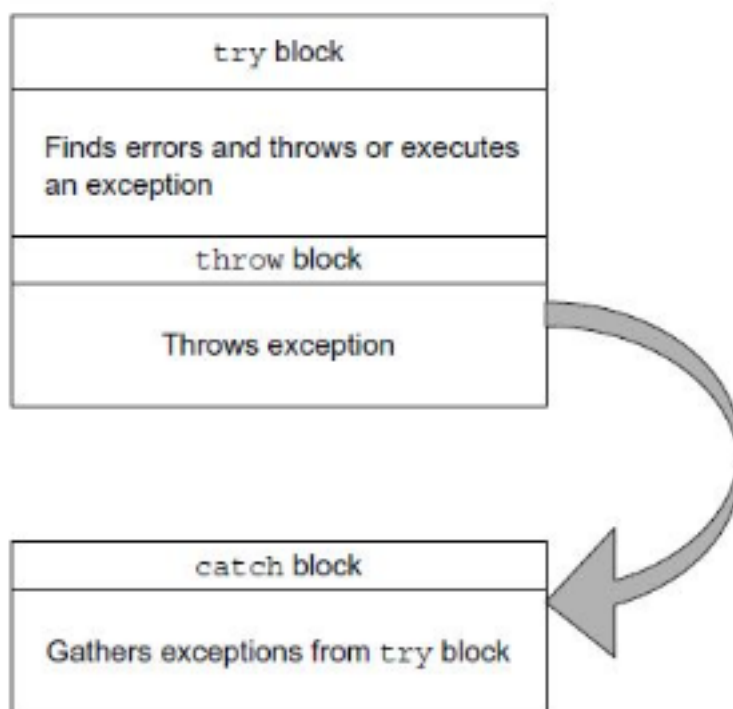 try block
Finds errors and throws or executes
an exception
throw block
Throws exception
catch block
Gathers exceptions from try block